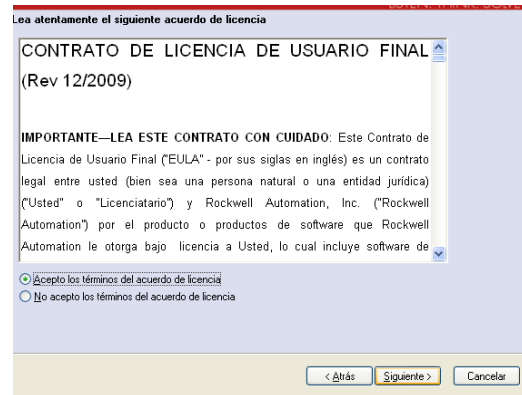 LISTEN. THINK. SOLVE
Lea atentamente el siguiente acuerdo de licencia
CONTRATO DE LICENCIA DE USUARIO FINAL
(Rev 12/2009)
IMPORTANTE—LEA ESTE CONTRATO CON CUIDADO: Este Contrato de
Licencia de Usuario Final ("EULA" - por sus siglas en inglés) es un contrato
legal entre usted (bien sea una persona natural o una entidad jurídica)
("Usted" o "Licenciatario") y Rockwell Automation, Inc. ("Rockwell
Automation") por el producto o productos de software que Rockwell
Automation le otorga bajo licencia a Usted, lo cual incluye software de
Acepto los términos del acuerdo de licencia
No acepto los términos del acuerdo de licencia
< Atrás Siguiente > Cancelar